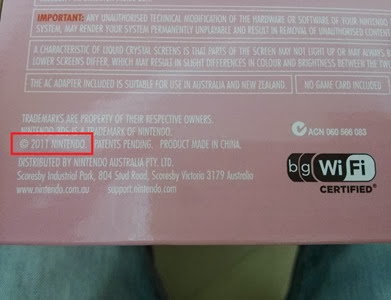 IMPORTANT: ANY UNAUTHORISED TECHNICAL MODIFICATION OF THE HARDWARE OR SOFTWARE OF YOUR NINTENDO
SYSTEM, MAY RENDER YOUR SYSTEM PERMANENTLY UNPLAYABLE AND RESULT IN REMOVAL OF UNAUTHORISED CONTENT.
A CHARACTERISTIC OF LIQUID CRYSTAL SCREENS IS THAT PARTS OF THE SCREEN MAY NOT LIGHT UP OR MAY ALWAYS
LOWER SCREENS DIFFER, WHICH MAY RESULT IN SLIGHT DIFFERENCES IN COLOUR AND BRIGHTNESS BETWEEN THE TWO
THE AC ADAPTER INCLUDED IS SUITABLE FOR USE IN AUSTRALIA AND NEW ZEALAND.
NO GAME CARD INCLUDED
TRADEMARKS ARE PROPERTY OF THEIR RESPECTIVE OWNERS.
NINTENDO 3DS IS A TRADEMARK OF NINTENDO.
© 2011 NINTENDO. PATENTS PENDING. PRODUCT MADE IN CHINA.
DISTRIBUTED BY NINTENDO AUSTRALIA PTY. LTD.
Scoresby Industrial Park, 804 Stud Road, Scoresby Victoria 3179 Australia
www.nintendo.com.au support.nintendo.com
ACN 060 566 083
bg Wi Fi
CERTIFIED®